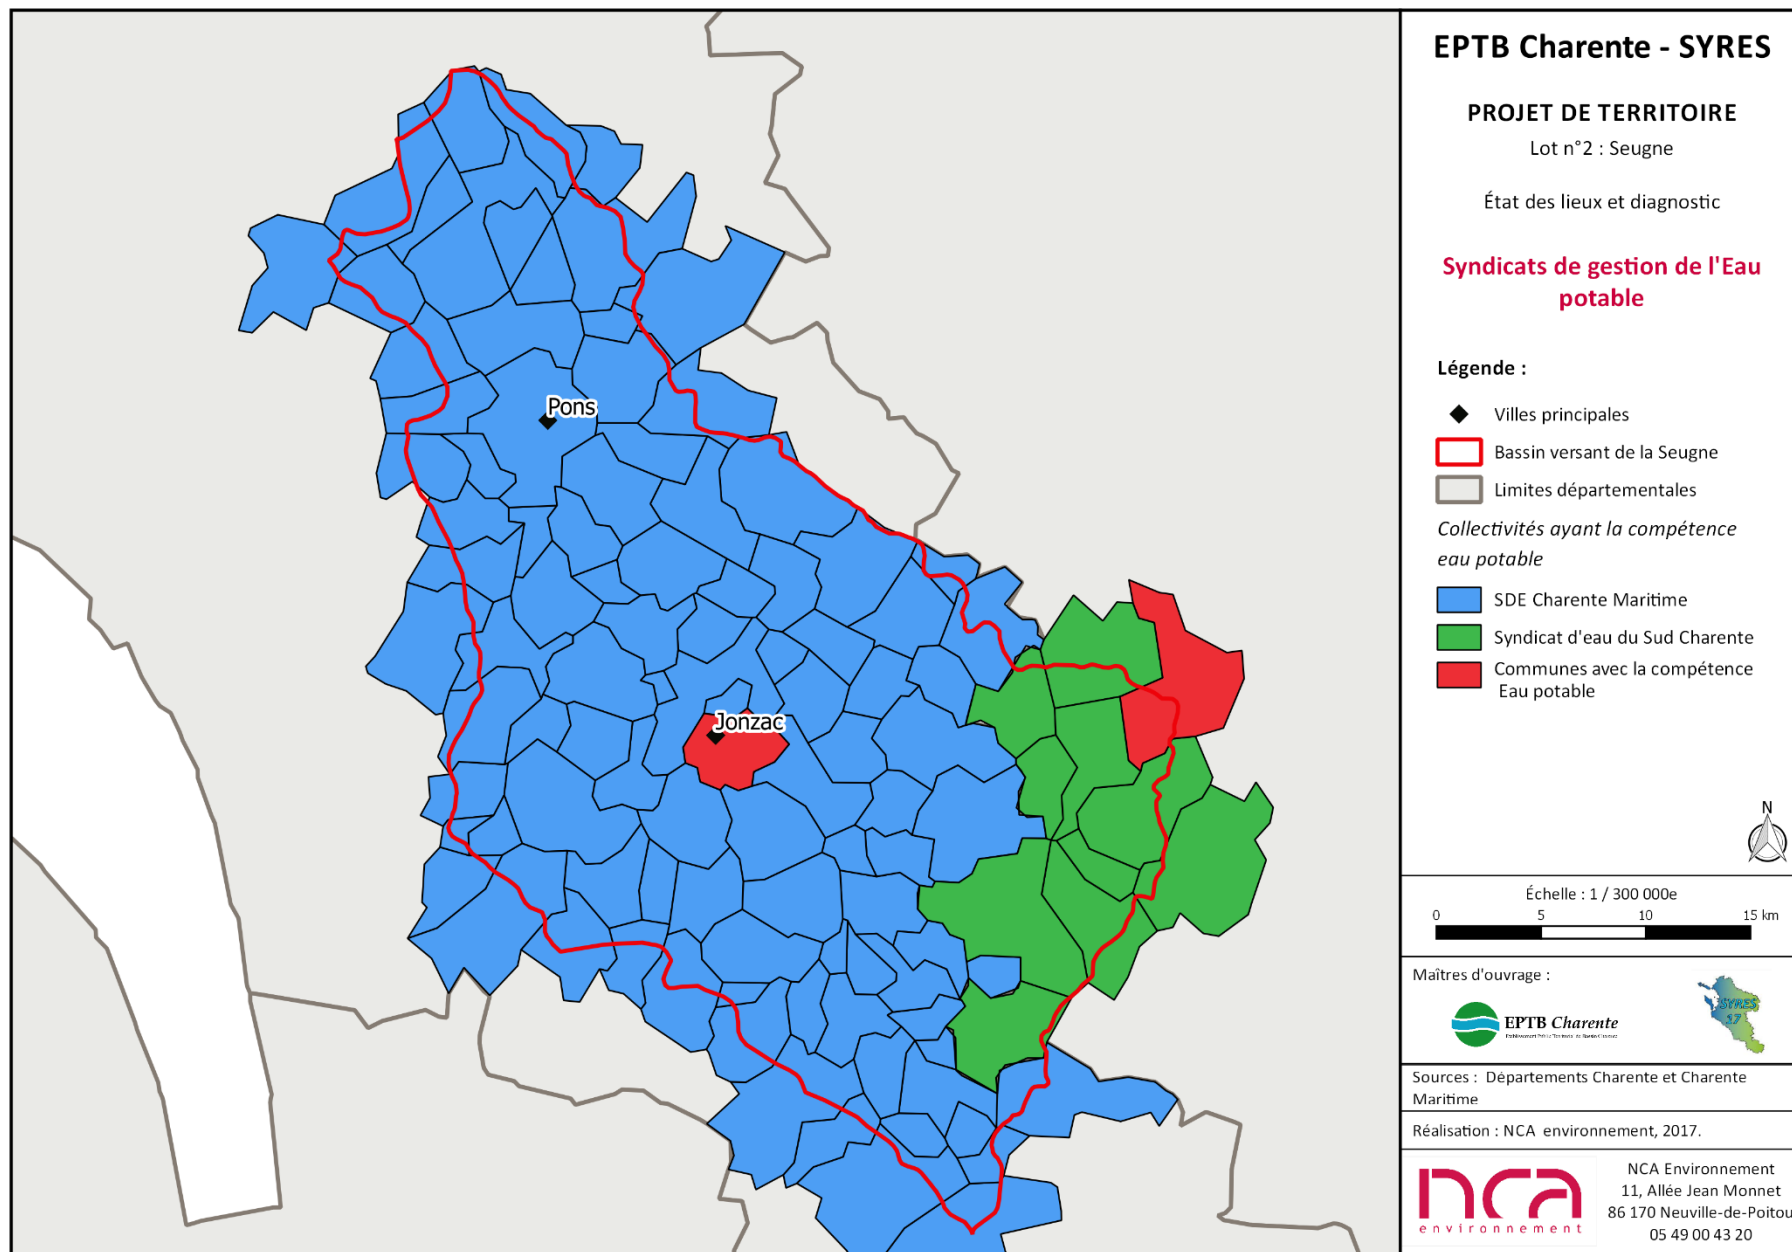 Pons
Jonzac
EPTB Charente - SYRES
PROJET DE TERRITOIRE
Lot n°2 : Seugne
État des lieux et diagnostic
Syndicats de gestion de l'Eau
potable
Légende :
Villes principales
Bassin versant de la Seugne
Limites départementales
Collectivités ayant la compétence
eau potable
SDE Charente Maritime
Syndicat d'eau du Sud Charente
Communes avec la compétence
Eau potable
N
Échelle : 1 / 300 000e
0 5 10 15 km
Maîtres d'ouvrage :
EPTB Charente
SYRES
17
Sources : Départements Charente et Charente
Maritime
Réalisation : NCA environnement, 2017.
nca
environnement
NCA Environnement
11, Allée Jean Monnet
86 170 Neuville-de-Poitou
05 49 00 43 20